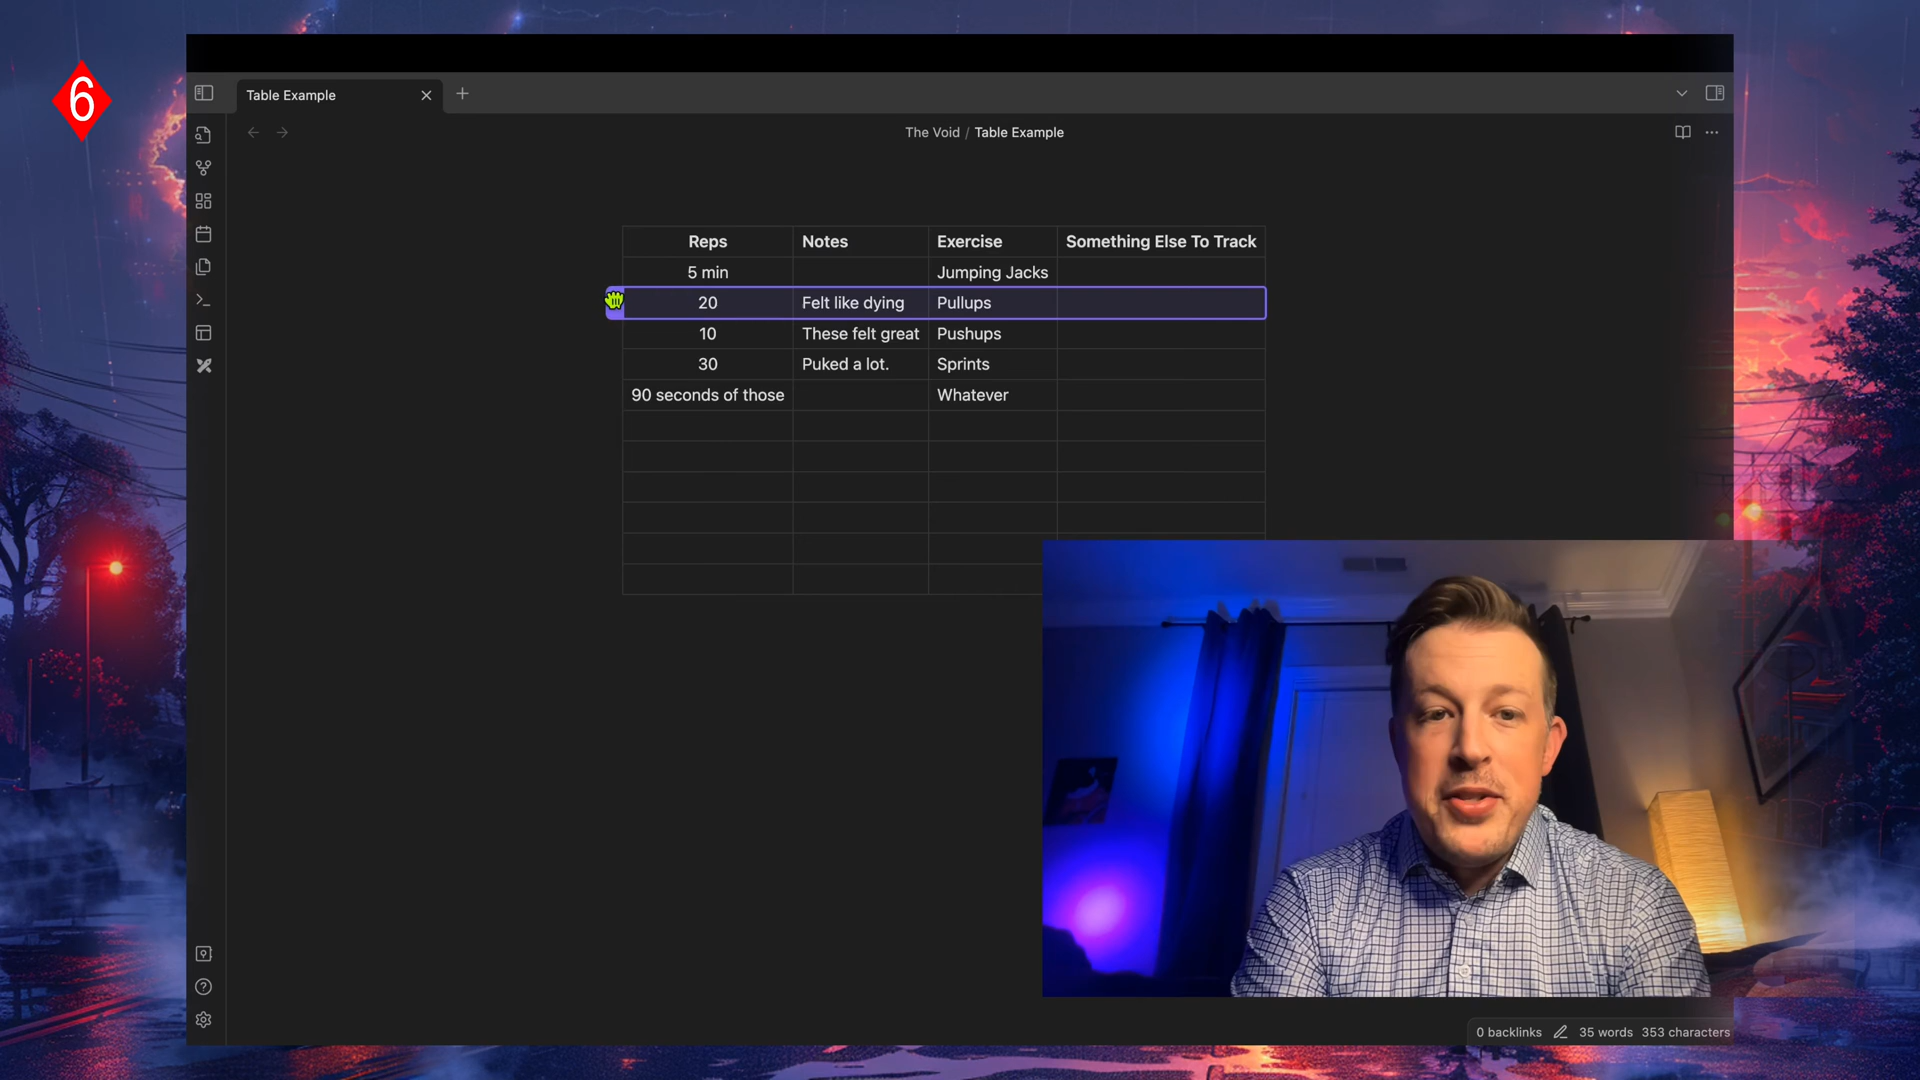 6
Table Example
The Void / Table Example
Reps Notes Exercise Something Else To Track
5 min Jumping Jacks
20 Felt like dying Pullups
10 These felt great Pushups
30 Puked a lot. Sprints
90 seconds of those Whatever
0 backlinks 35 words 353 characters